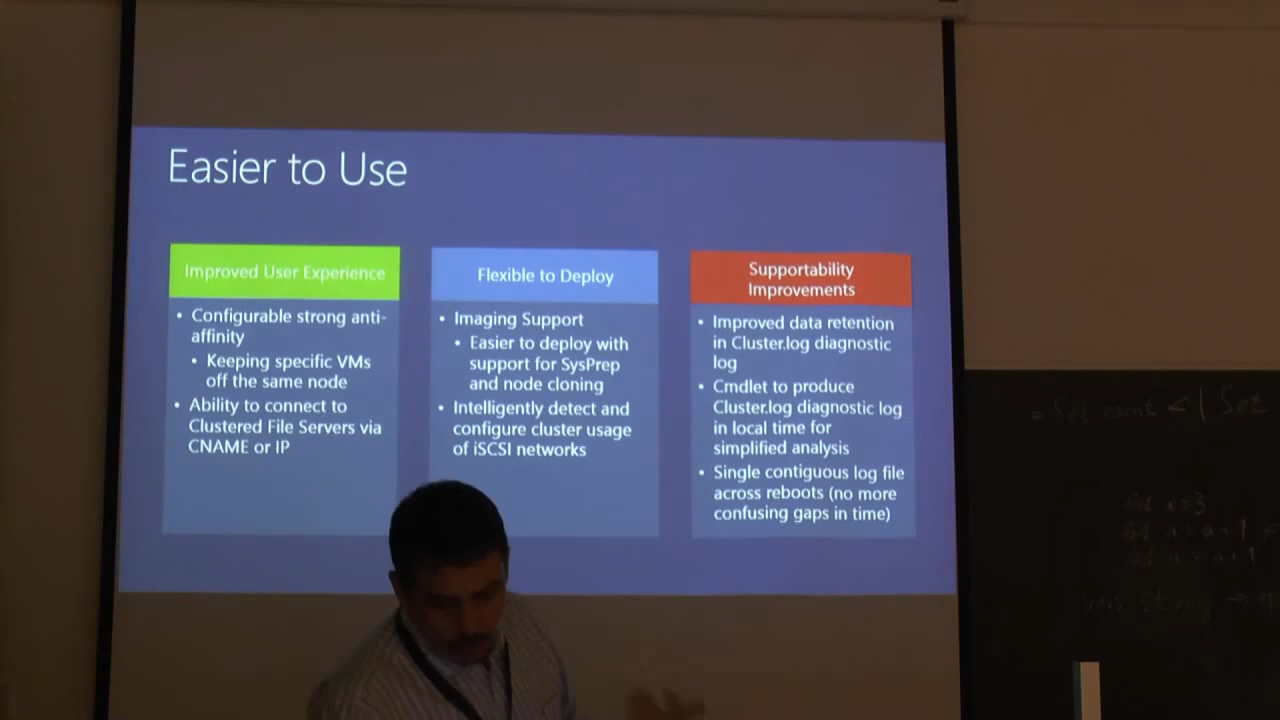 Easier to Use
Improved User Experience
• Configurable strong anti-
affinity
• Keeping specific VMs
off the same node
• Ability to connect to
Clustered File Servers via
CNAME or IP
Flexible to Deploy
• Imaging Support
• Easier to deploy with
support for SysPrep
and node cloning
• Intelligently detect and
configure cluster usage
of iSCSI networks
Supportability
Improvements
• Improved data retention
in Cluster.log diagnostic
log
• Cmdlet to produce
Cluster.log diagnostic log
in local time for
simplified analysis
• Single contiguous log file
across reboots (no more
confusing gaps in time)